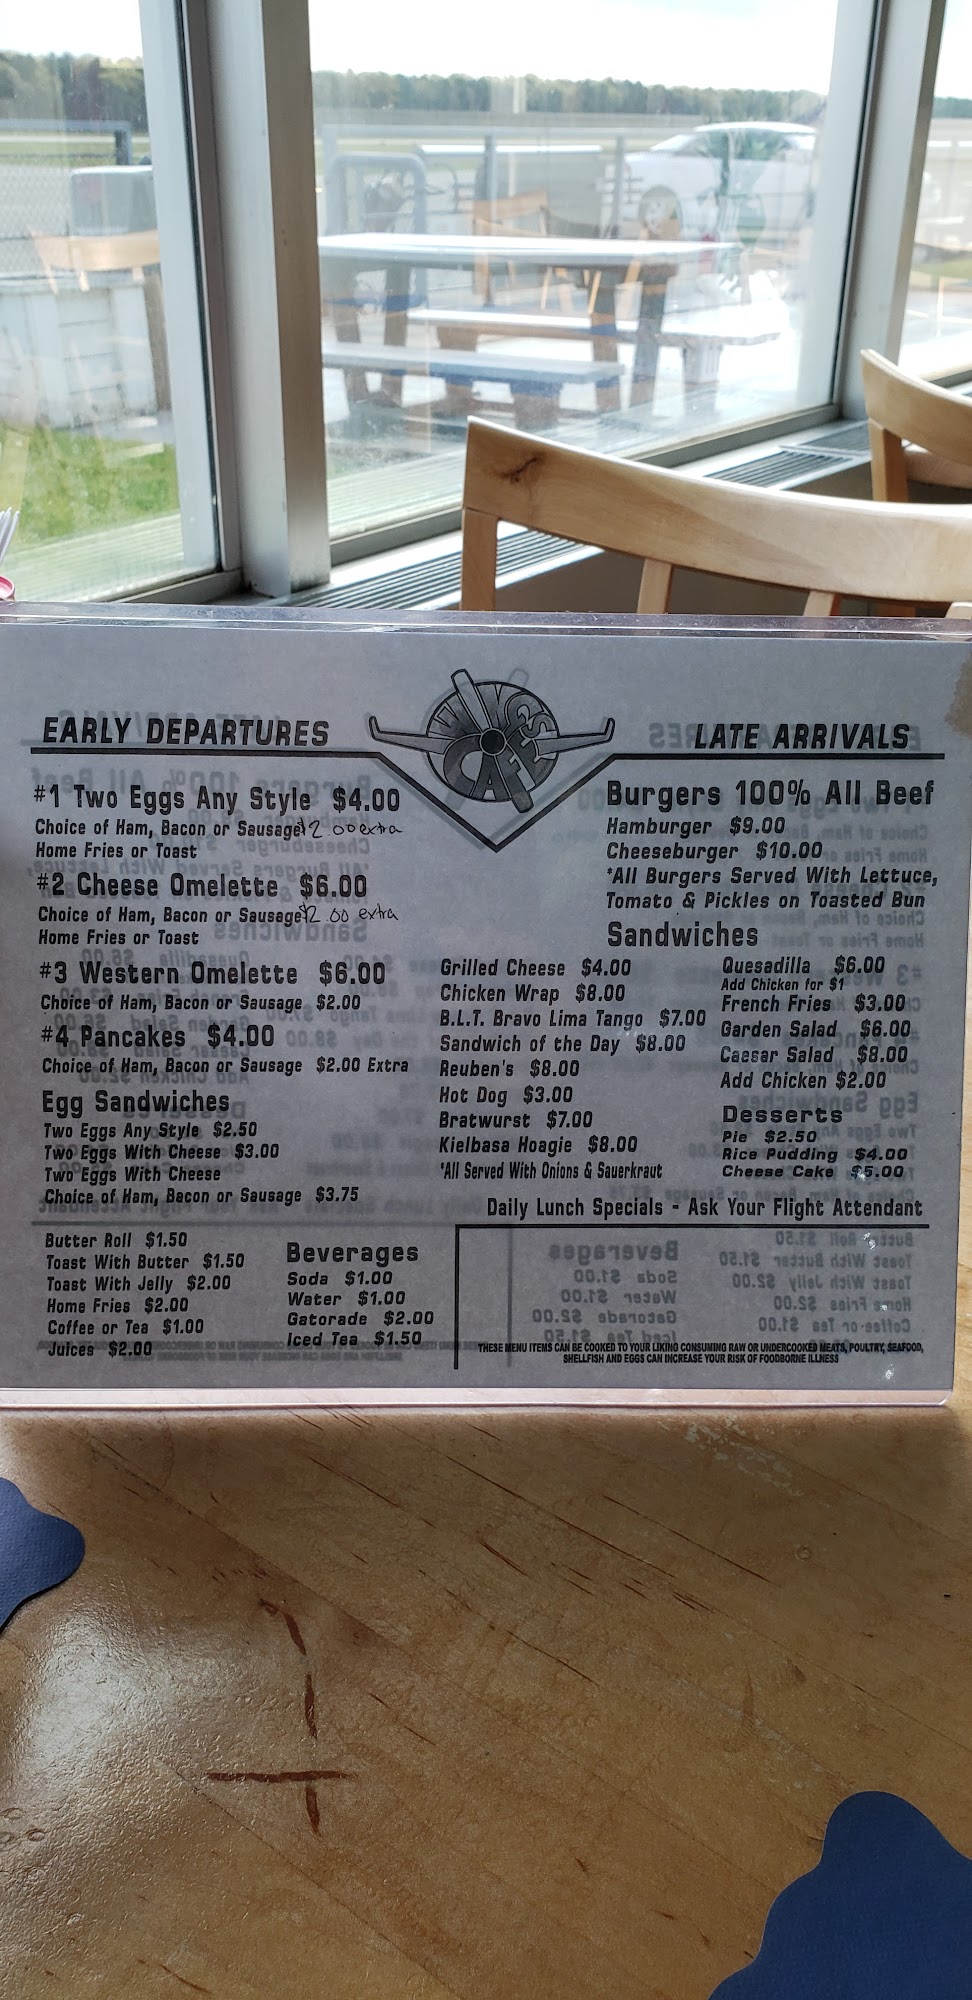 WINGS CAFE
EARLY DEPARTURES
#1 Two Eggs Any Style $4.00
Choice of Ham, Bacon or Sausage $2.00 extra
Home Fries or Toast
#2 Cheese Omelette $6.00
Choice of Ham, Bacon or Sausage $2.00 extra
Home Fries or Toast
#3 Western Omelette $6.00
Choice of Ham, Bacon or Sausage $2.00
#4 Pancakes $4.00
Choice of Ham, Bacon or Sausage $2.00 Extra
Egg Sandwiches
Two Eggs Any Style $2.50
Two Eggs With Cheese $3.00
Two Eggs With Cheese
Choice of Ham, Bacon or Sausage $3.75
Butter Roll $1.50
Toast With Butter $1.50
Toast With Jelly $2.00
Home Fries $2.00
Coffee or Tea $1.00
Juices $2.00
Beverages
Soda $1.00
Water $1.00
Gatorade $2.00
Iced Tea $1.50
LATE ARRIVALS
Burgers 100% All Beef
Hamburger $9.00
Cheeseburger $10.00
*All Burgers Served With Lettuce,
Tomato & Pickles on Toasted Bun
Sandwiches
Grilled Cheese $4.00
Chicken Wrap $8.00
B.L.T. Bravo Lima Tango $7.00
Sandwich of the Day $8.00
Reuben's $8.00
Hot Dog $3.00
Bratwurst $7.00
Kielbasa Hoagie $8.00
*All Served With Onions & Sauerkraut
Quesadilla $6.00
Add Chicken for $1
French Fries $3.00
Garden Salad $6.00
Caesar Salad $8.00
Add Chicken $2.00
Desserts
Pie $2.50
Rice Pudding $4.00
Cheese Cake $5.00
Daily Lunch Specials - Ask Your Flight Attendant
THESE MENU ITEMS CAN BE COOKED TO YOUR LIKING CONSUMING RAW OR UNDERCOOKED MEATS, POULTRY, SEAFOOD,
SHELLFISH AND EGGS CAN INCREASE YOUR RISK OF FOODBORNE ILLNESS